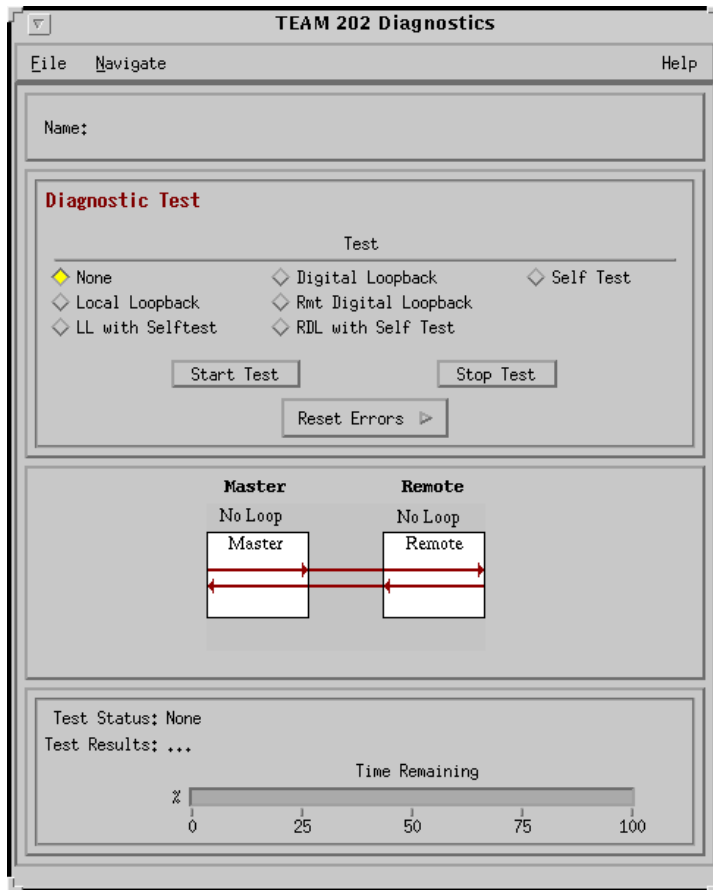 TEAM 202 Diagnostics
File Navigate Help
Name:
Diagnostic Test
Test
None Digital Loopback Self Test
Local Loopback Rmt Digital Loopback
LL with Selftest RDL with Self Test
Start Test Stop Test
Reset Errors
Master Remote
No Loop No Loop
Master Remote
Test Status: None
Test Results: ...
Time Remaining
%
0 25 50 75 100